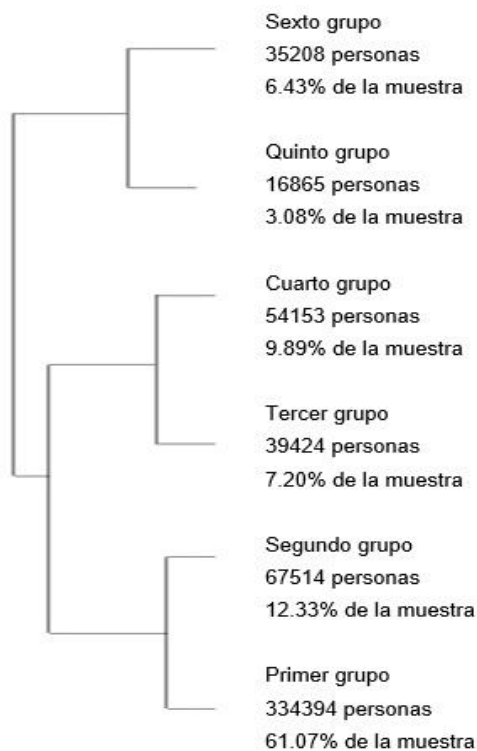 Sexto grupo
35208 personas
6.43% de la muestra
Quinto grupo
16865 personas
3.08% de la muestra
Cuarto grupo
54153 personas
9.89% de la muestra
Tercer grupo
39424 personas
7.20% de la muestra
Segundo grupo
67514 personas
12.33% de la muestra
Primer grupo
334394 personas
61.07% de la muestra